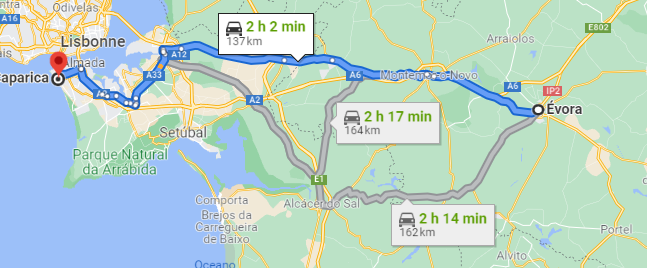 A16
Odivelas
Lisbonne
Almada
Caparica
A12
A33
A2
Setúbal
Parque Natural
da Arrábida
2 h 2 min
137 km
A6
Montemor-o-Novo
Arraiolos
E802
A6
IP2
Évora
2 h 17 min
164 km
E1
Alcácer do Sal
Comporta
Brejos da
Carregueira
de Baixo
2 h 14 min
162 km
Portel
Alvito
Oceano